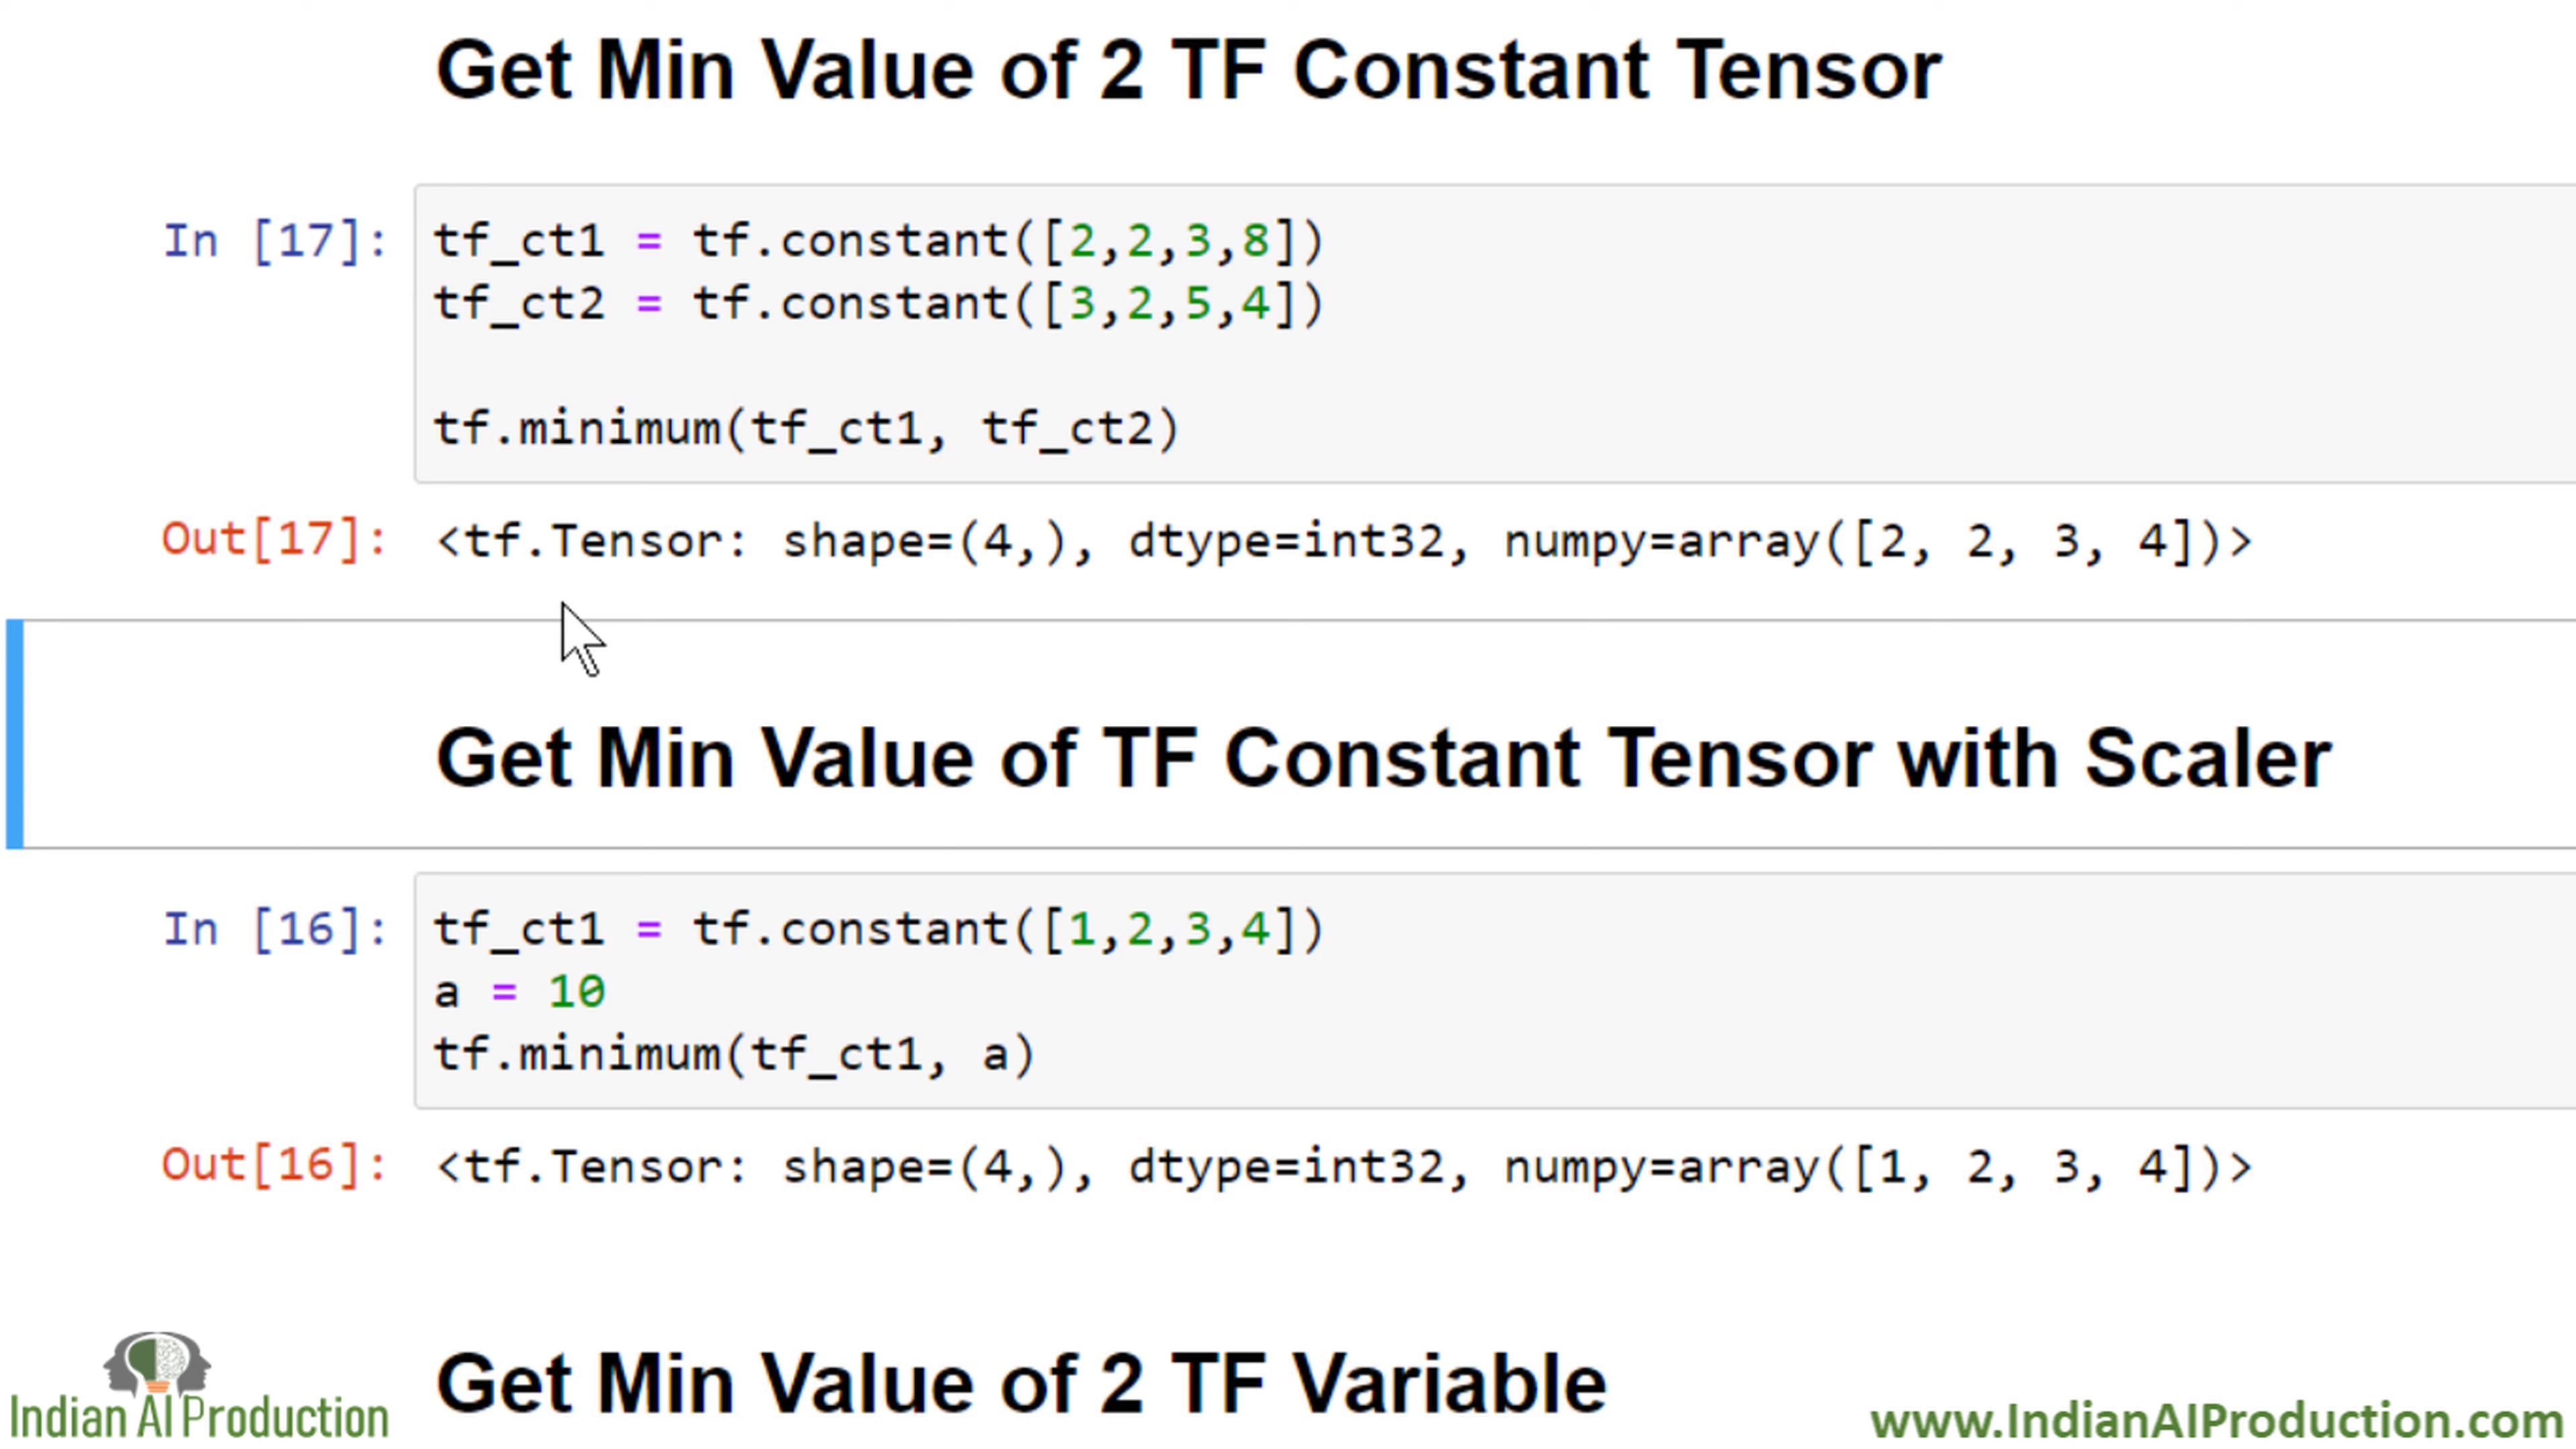 Get Min Value of 2 TF Constant Tensor
In [17]:
tf_ct1 = tf.constant([2,2,3,8])
tf_ct2 = tf.constant([3,2,5,4])
tf.minimum(tf_ct1, tf_ct2)
Out[17]: <tf.Tensor: shape=(4,), dtype=int32, numpy=array([2, 2, 3, 4])>
Get Min Value of TF Constant Tensor with Scaler
In [16]:
tf_ct1 = tf.constant([1,2,3,4])
a = 10
tf.minimum(tf_ct1, a)
Out[16]: <tf.Tensor: shape=(4,), dtype=int32, numpy=array([1, 2, 3, 4])>
Get Min Value of 2 TF Variable
Indian AI Production
www.IndianAIProduction.com